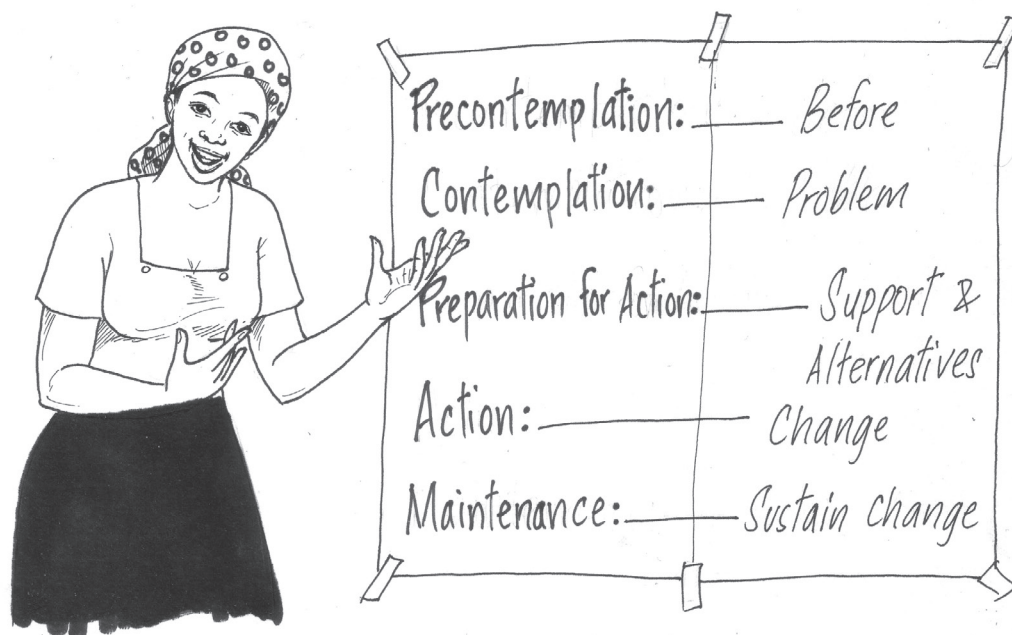 Precontemplation: Before
Contemplation: Problem
Preparation for Action: Support &
Alternatives
Action: Change
Maintenance: Sustain Change